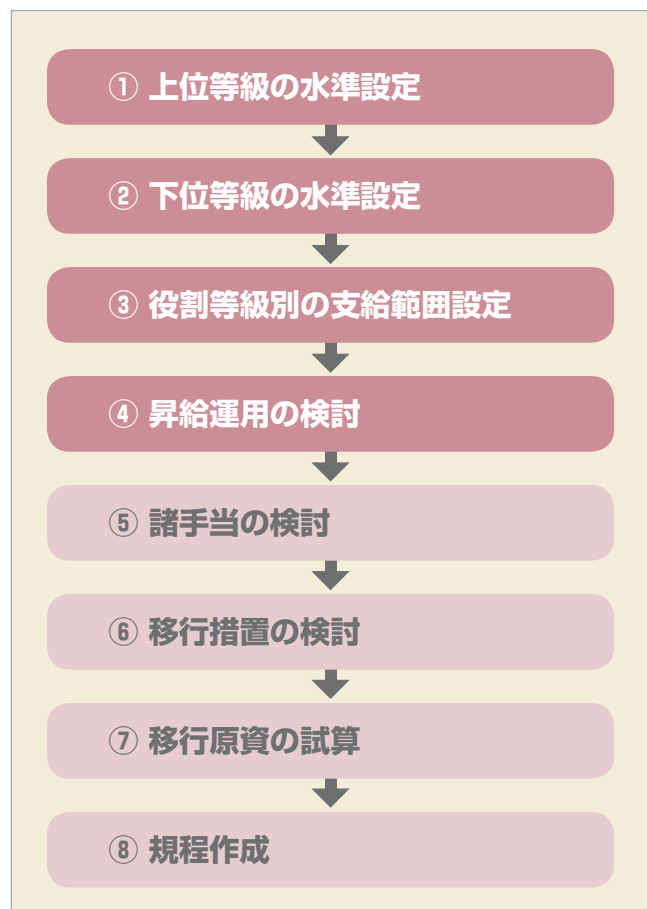 ① 上位等級の水準設定
② 下位等級の水準設定
③ 役割等級別の支給範囲設定
④ 昇給運用の検討
⑤ 諸手当の検討
⑥ 移行措置の検討
⑦ 移行原資の試算
⑧ 規程作成